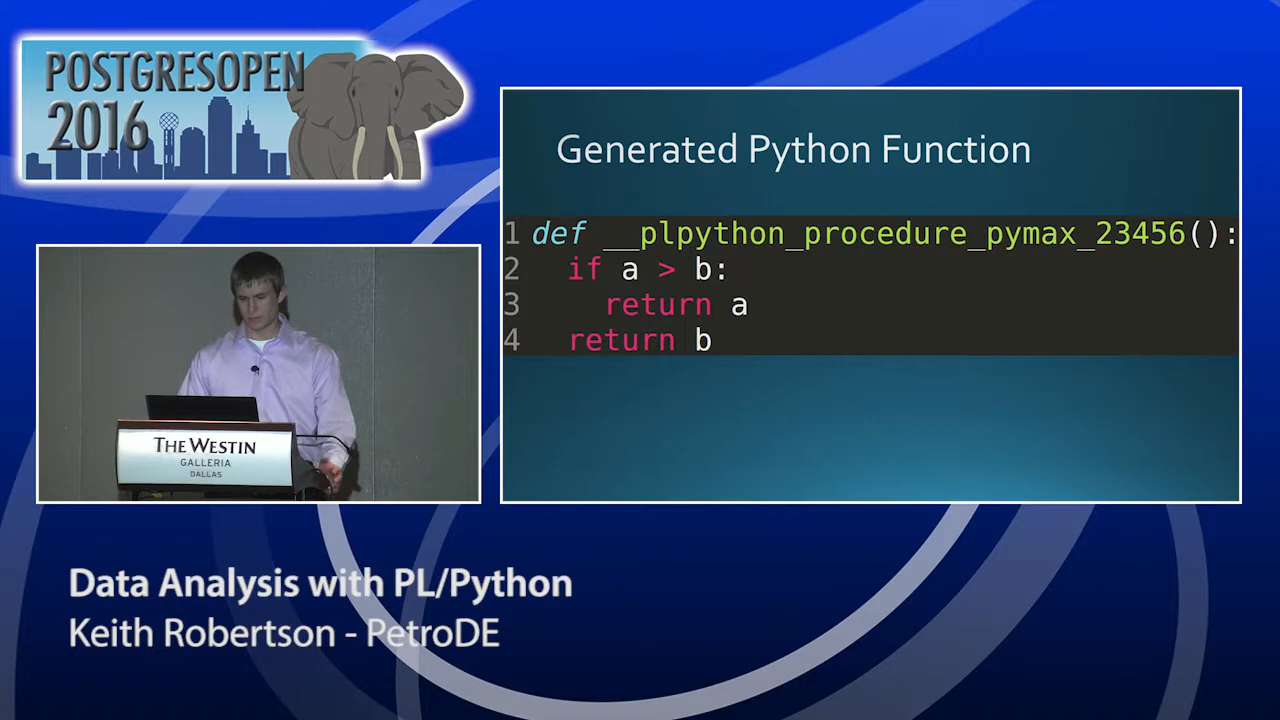 POSTGRESOPEN
2016
Generated Python Function
1 def __plpython_procedure_pymax_23456():
2 if a > b:
3 return a
4 return b
THE WESTIN
GALLERIA
DALLAS
Data Analysis with PL/Python
Keith Robertson - PetroDE